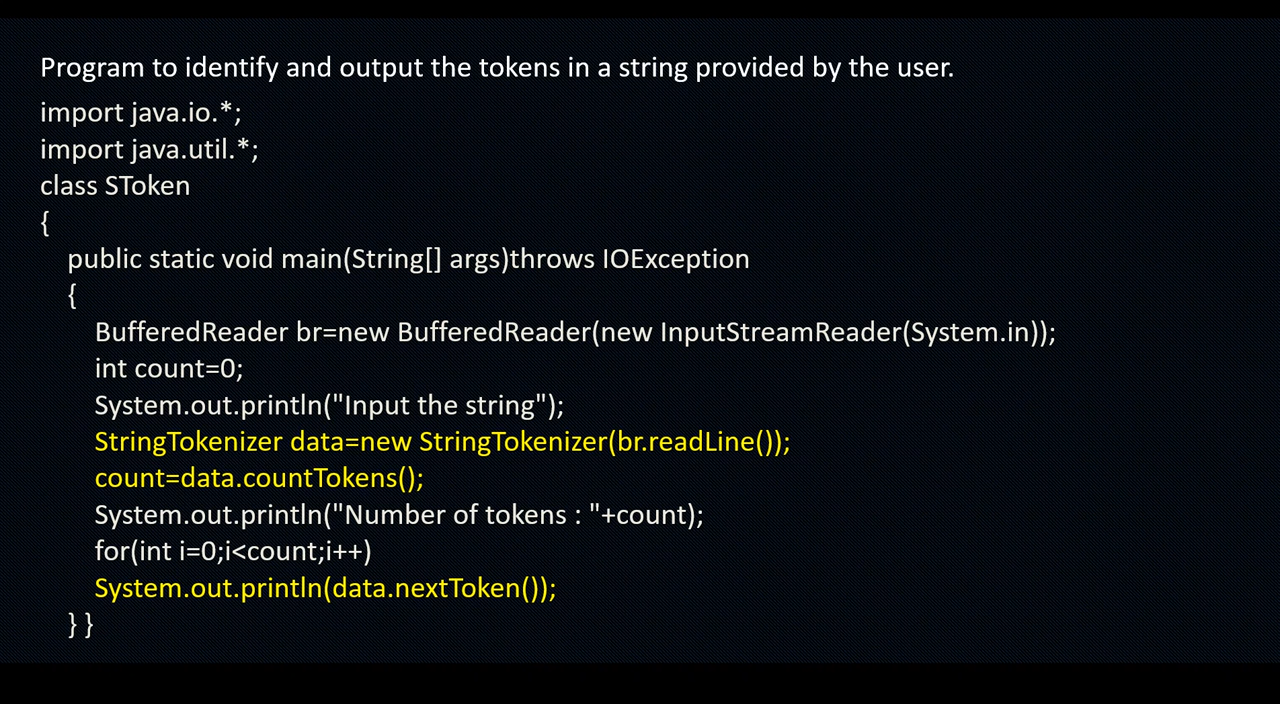 Program to identify and output the tokens in a string provided by the user.
import java.io.*;
import java.util.*;
class SToken
{
public static void main(String[] args)throws IOException
{
BufferedReader br=new BufferedReader(new InputStreamReader(System.in));
int count=0;
System.out.println("Input the string");
StringTokenizer data=new StringTokenizer(br.readLine());
count=data.countTokens();
System.out.println("Number of tokens : "+count);
for(int i=0;i<count;i++)
System.out.println(data.nextToken());
} }